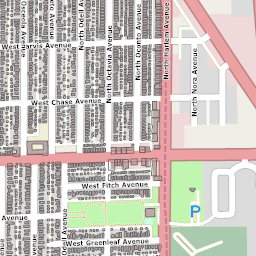 North Odell Avenue
North Octavia Avenue
North Oconto Avenue
North Harlem Avenue
North Nora Avenue
West Jarvis Avenue
West Chase Avenue
West Fitch Avenue
P
Avenue
West Greenleaf Avenue